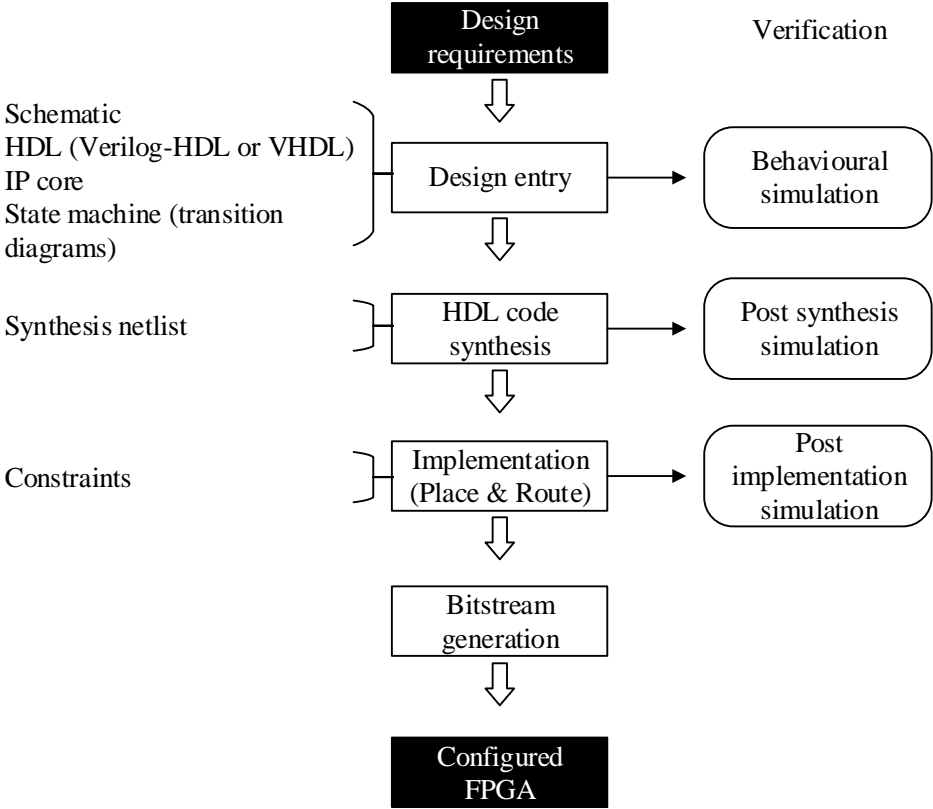 Design
requirements
Verification
Schematic
HDL (Verilog-HDL or VHDL)
IP core
State machine (transition
diagrams)
Design entry
Behavioural
simulation
Synthesis netlist
HDL code
synthesis
Post synthesis
simulation
Constraints
Implementation
(Place & Route)
Post
implementation
simulation
Bitstream
generation
Configured
FPGA